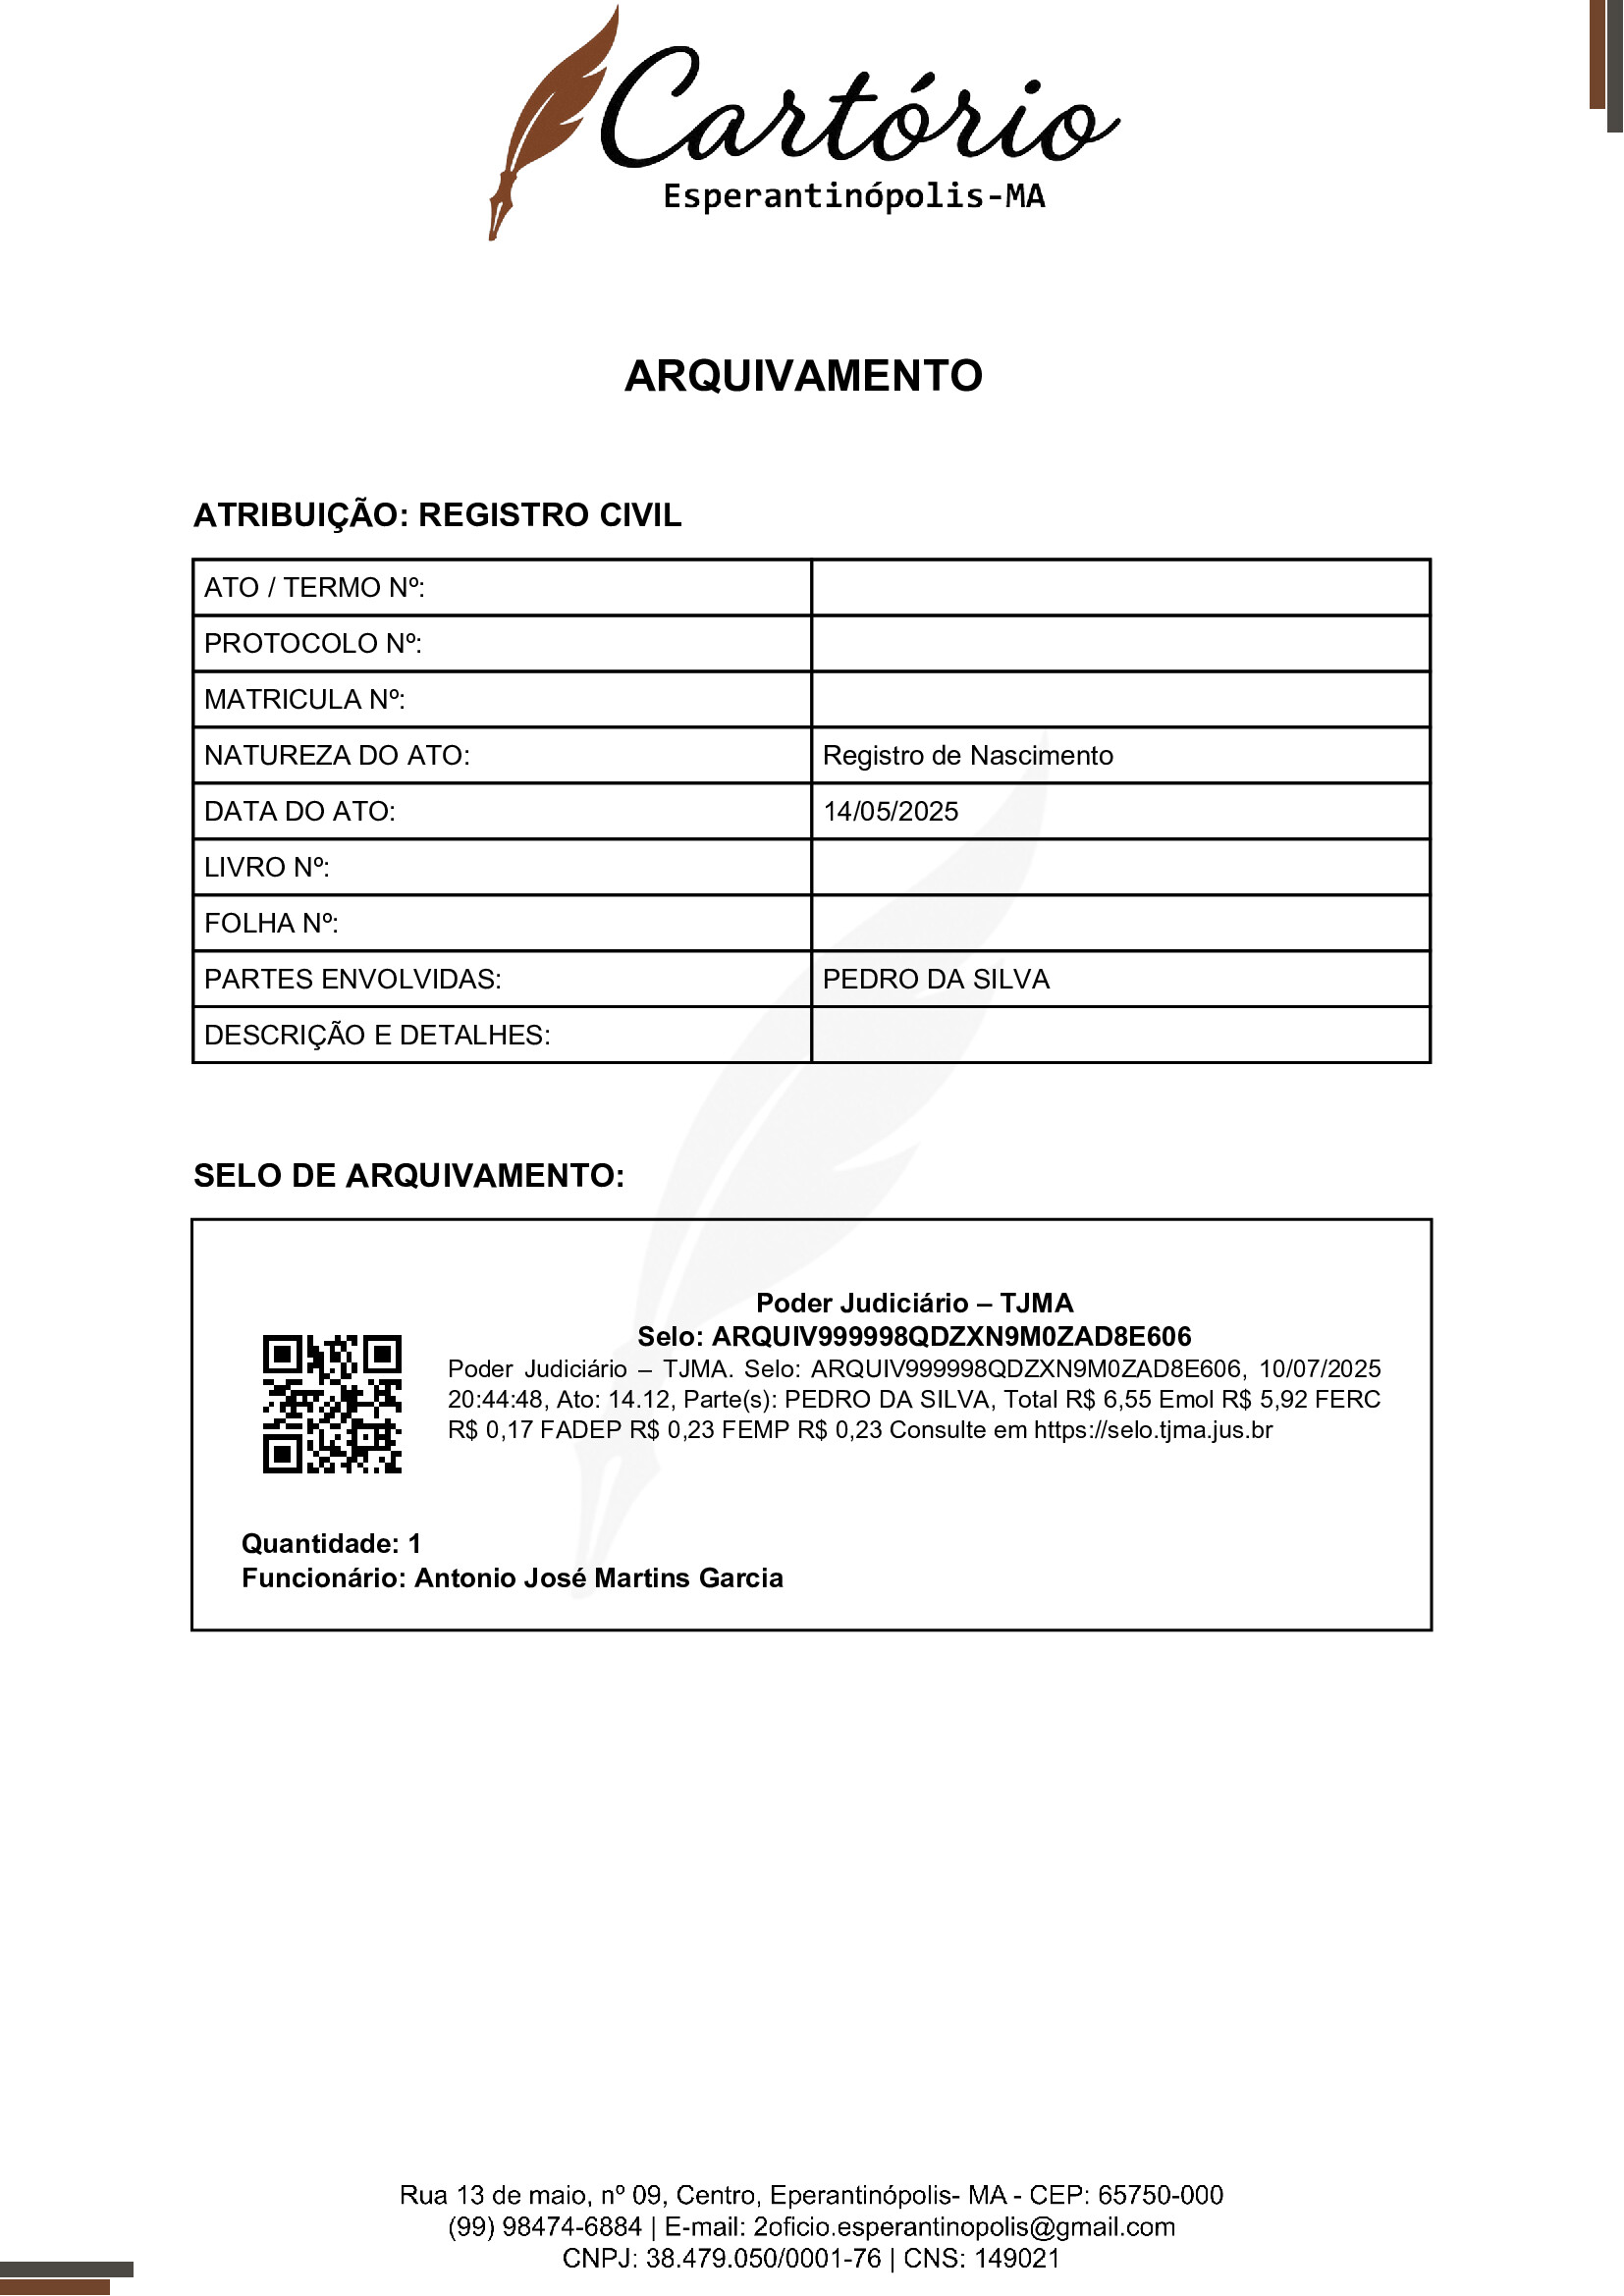 Cartório
Esperantinópolis-MA
ARQUIVAMENTO
ATRIBUIÇÃO: REGISTRO CIVIL
ATO / TERMO Nº:
PROTOCOLO Nº:
MATRICULA Nº:
NATUREZA DO ATO: Registro de Nascimento
DATA DO ATO: 14/05/2025
LIVRO Nº:
FOLHA Nº:
PARTES ENVOLVIDAS: PEDRO DA SILVA
DESCRIÇÃO E DETALHES:
SELO DE ARQUIVAMENTO:
Poder Judiciário – TJMA
Selo: ARQUIV999998QDZXN9M0ZAD8E606
Poder Judiciário – TJMA. Selo: ARQUIV999998QDZXN9M0ZAD8E606, 10/07/2025
20:44:48, Ato: 14.12, Parte(s): PEDRO DA SILVA, Total R$ 6,55 Emol R$ 5,92 FERC
R$ 0,17 FADEP R$ 0,23 FEMP R$ 0,23 Consulte em https://selo.tjma.jus.br
Quantidade: 1
Funcionário: Antonio José Martins Garcia
Rua 13 de maio, nº 09, Centro, Eperantinópolis- MA - CEP: 65750-000
(99) 98474-6884 | E-mail: 2oficio.esperantinopolis@gmail.com
CNPJ: 38.479.050/0001-76 | CNS: 149021